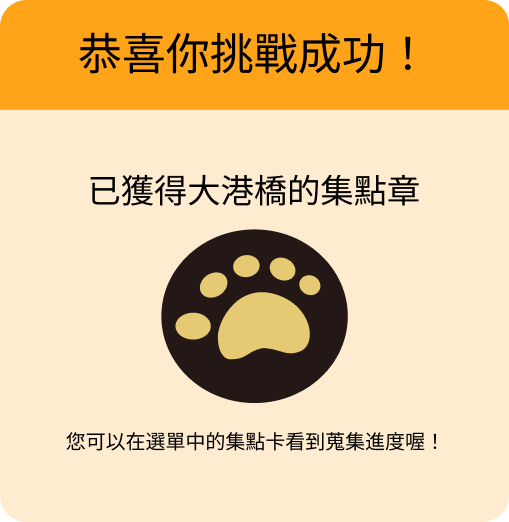 恭喜你挑戰成功！
已獲得大港橋的集點章
您可以在選單中的集點卡看到蒐集進度喔！